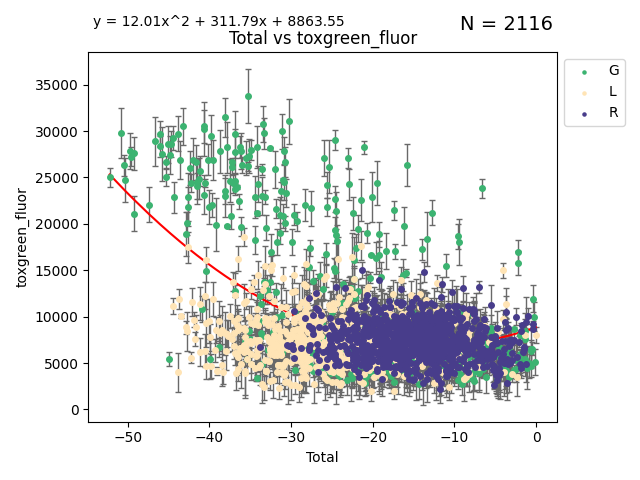 y = 12.01x^2 + 311.79x + 8863.55
N = 2116
Total vs toxgreen_fluor
35000
30000
25000
20000
15000
10000
5000
0
toxgreen_fluor
−50
−40
−30
−20
−10
0
Total
G
L
R